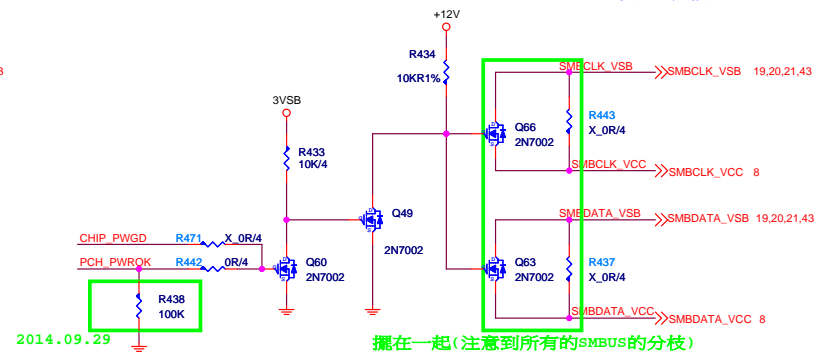 +12V
R434
10KR1%
SMBCLK_VSB
SMBCLK_VSB 19,20,21,43
3VSB
R443
X_0R/4
Q66
2N7002
R433
10K/4
SMBCLK_VCC
SMBCLK_VCC 8
Q49
2N7002
SMBDATA_VSB
SMBDATA_VSB 19,20,21,43
CHIP_PWGD
R471
X_0R/4
PCH_PWROK
R442
0R/4
Q60
2N7002
Q63
2N7002
R437
X_0R/4
R438
100K
SMBDATA_VCC
SMBDATA_VCC 8
2014.09.29
擺在一起(注意到所有的SMBUS的分枝)